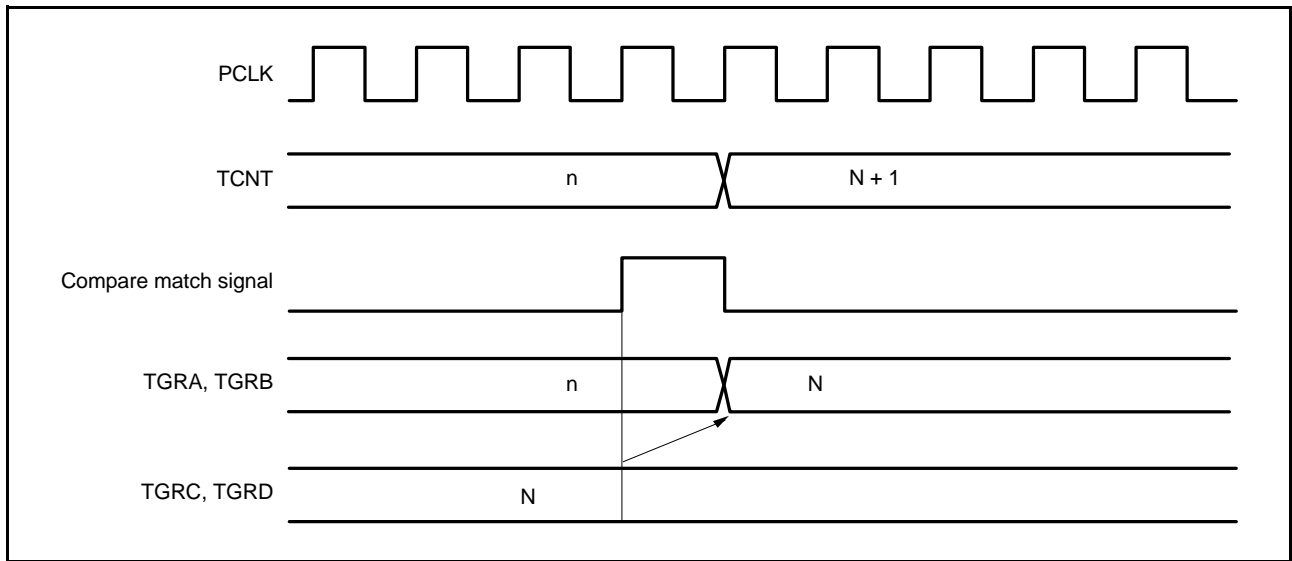 PCLK
TCNT n N + 1
Compare match signal
TGRA, TGRB n N
TGRC, TGRD N